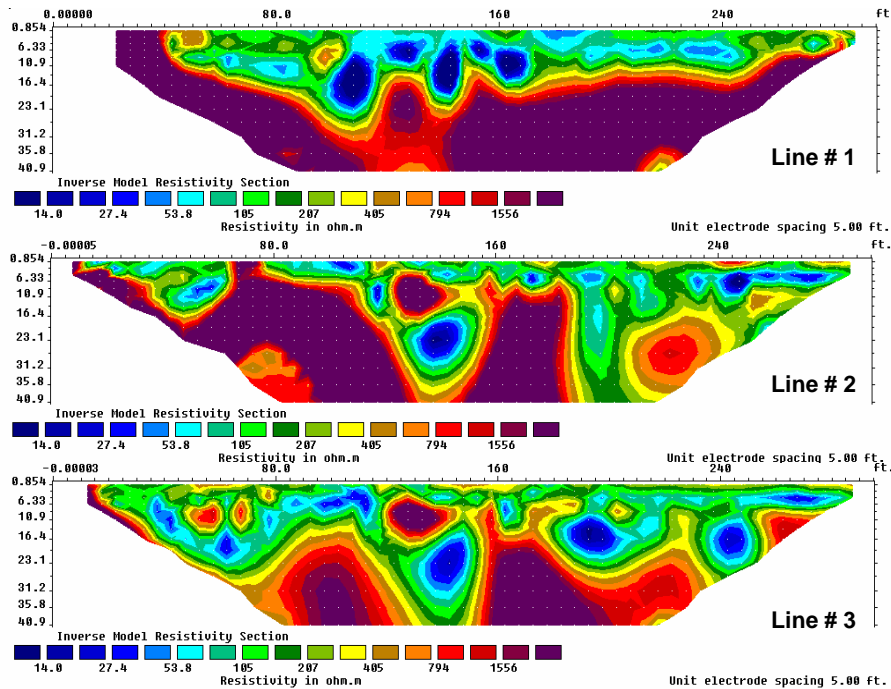 0.00000 80.0 160 240 ft.
0.854
6.33
10.9
16.4
23.1
31.2
35.8
40.9
Line # 1
Inverse Model Resistivity Section
14.0 27.4 53.8 105 207 405 794 1556
Resistivity in ohm.m
Unit electrode spacing 5.00 ft.
-0.00005 80.0 160 240 ft.
0.854
6.33
10.9
16.4
23.1
31.2
35.8
40.9
Line # 2
Inverse Model Resistivity Section
14.0 27.4 53.8 105 207 405 794 1556
Resistivity in ohm.m
Unit electrode spacing 5.00 ft.
-0.00003 80.0 160 240 ft.
0.854
6.33
10.9
16.4
23.1
31.2
35.8
40.9
Line # 3
Inverse Model Resistivity Section
14.0 27.4 53.8 105 207 405 794 1556
Resistivity in ohm.m
Unit electrode spacing 5.00 ft.